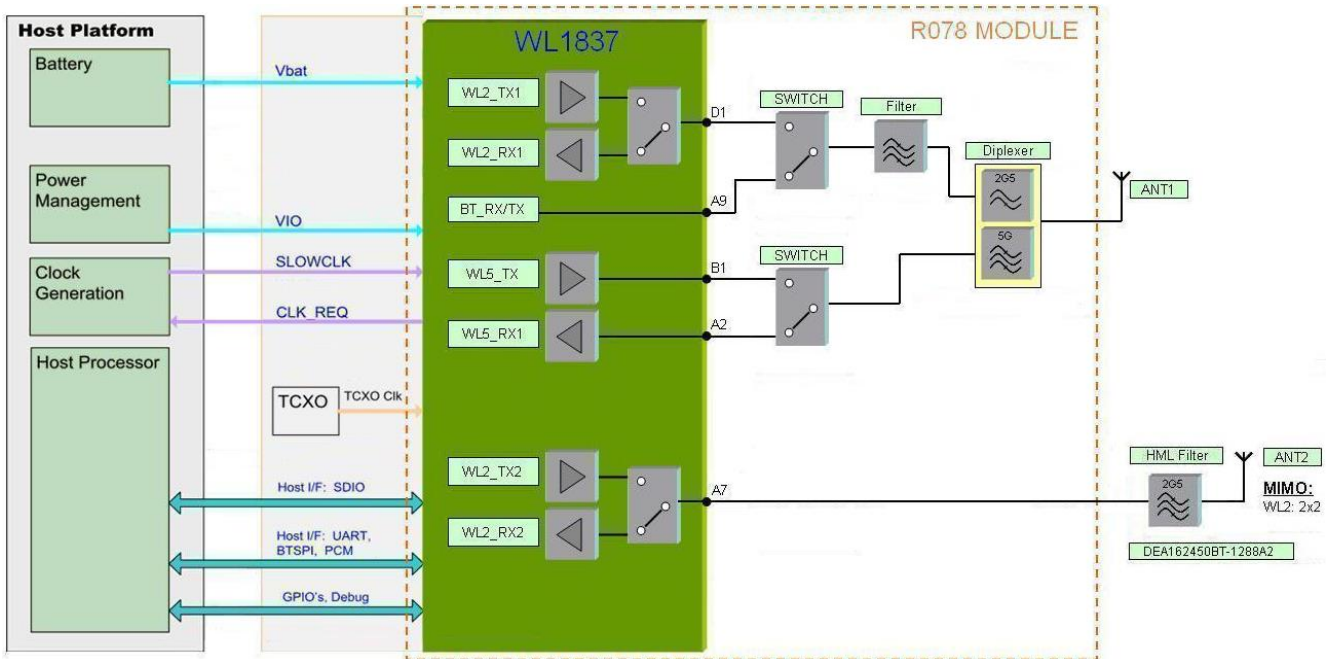 Host Platform
Battery
Power
Management
Clock
Generation
Host Processor
Vbat
VIO
SLOWCLK
CLK_REQ
TCXO
TCXO Clk
Host I/F: SDIO
Host I/F: UART,
BTSPI, PCM
GPIO's, Debug
WL1837
R078 MODULE
WL2_TX1
WL2_RX1
BT_RX/TX
WL5_TX
WL5_RX1
WL2_TX2
WL2_RX2
D1
A9
B1
A2
A7
SWITCH
Filter
Diplexer
2G5
5G
ANT1
SWITCH
HML Filter
2G5
ANT2
MIMO:
WL2: 2x2
DEA162450BT-1288A2